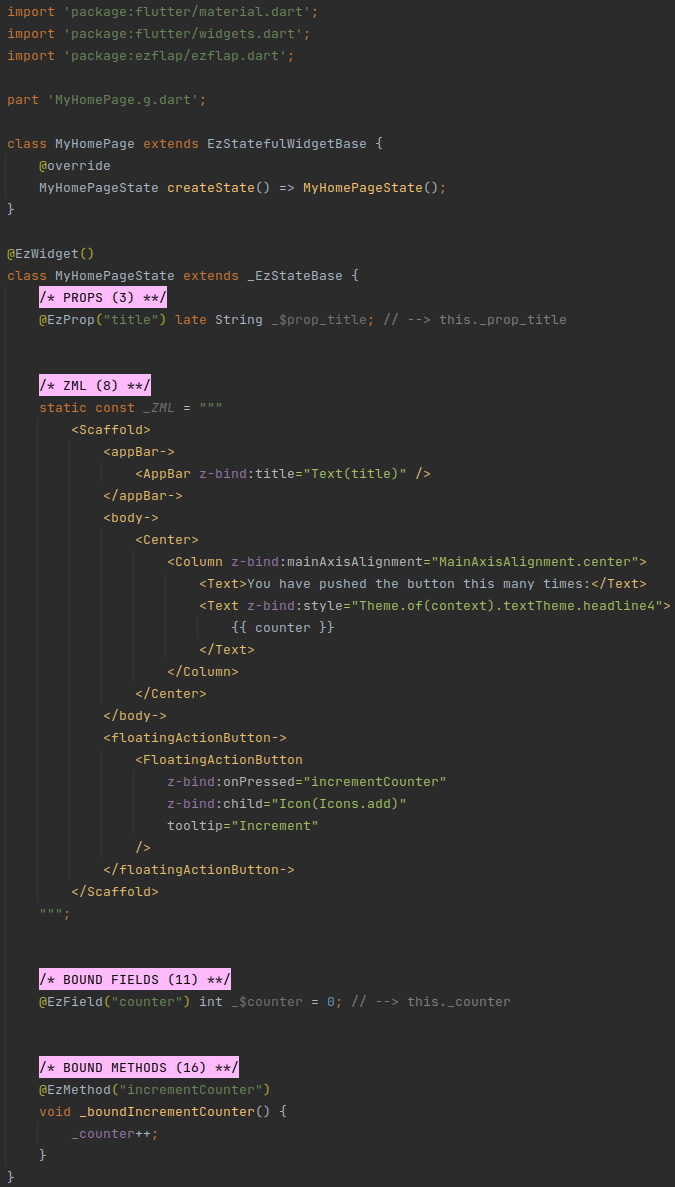 import 'package:flutter/material.dart';
import 'package:flutter/widgets.dart';
import 'package:ezflap/ezflap.dart';

part 'MyHomePage.g.dart';

class MyHomePage extends EzStatefulWidgetBase {
    @override
    MyHomePageState createState() => MyHomePageState();
}

@EzWidget()
class MyHomePageState extends _EzStateBase {
    /* PROPS (3) **/
    @EzProp("title") late String _$prop_title; // --> this._prop_title


    /* ZML (8) **/
    static const _ZML = """
        <Scaffold>
            <appBar->
                <AppBar z-bind:title="Text(title)" />
            </appBar->
            <body->
                <Center>
                    <Column z-bind:mainAxisAlignment="MainAxisAlignment.center">
                        <Text>You have pushed the button this many times:</Text>
                        <Text z-bind:style="Theme.of(context).textTheme.headline4">
                            {{ counter }}
                        </Text>
                    </Column>
                </Center>
            </body->
            <floatingActionButton->
                <FloatingActionButton
                    z-bind:onPressed="incrementCounter"
                    z-bind:child="Icon(Icons.add)"
                    tooltip="Increment"
                />
            </floatingActionButton->
        </Scaffold>
    """;


    /* BOUND FIELDS (11) **/
    @EzField("counter") int _$counter = 0; // --> this._counter


    /* BOUND METHODS (16) **/
    @EzMethod("incrementCounter")
    void _boundIncrementCounter() {
        _counter++;
    }
}